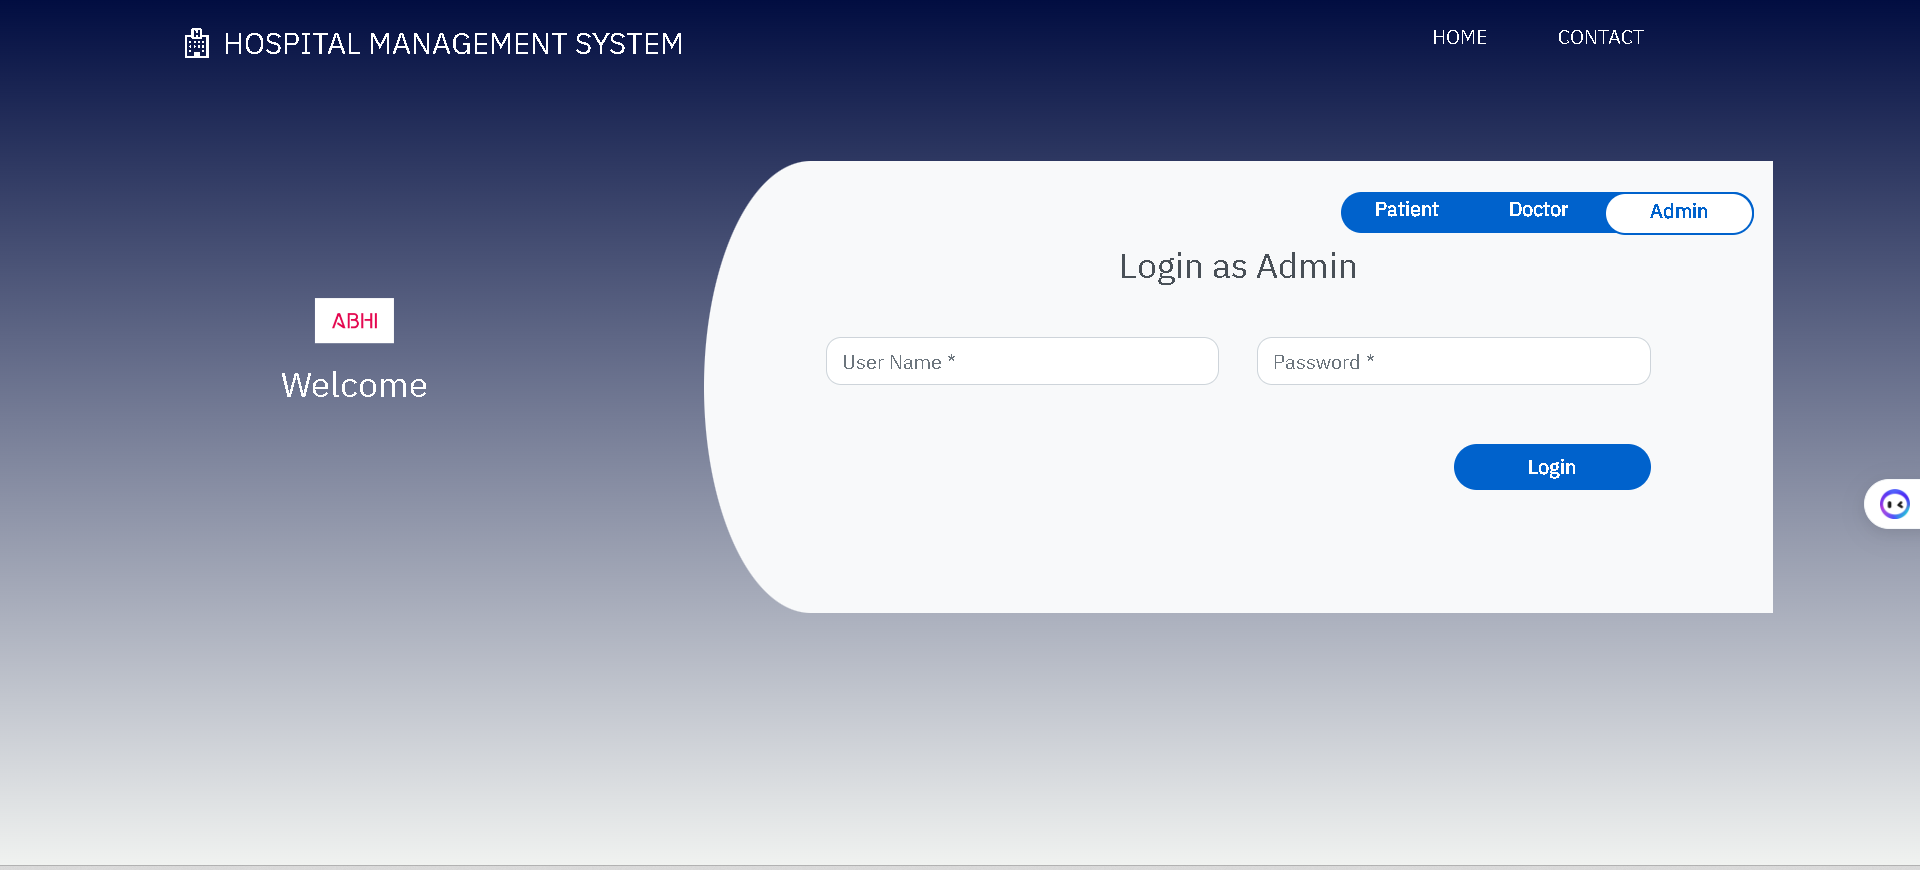 HOSPITAL MANAGEMENT SYSTEM
HOME
CONTACT
Patient
Doctor
Admin
Login as Admin
ABHI
Welcome
User Name *
Password *
Login